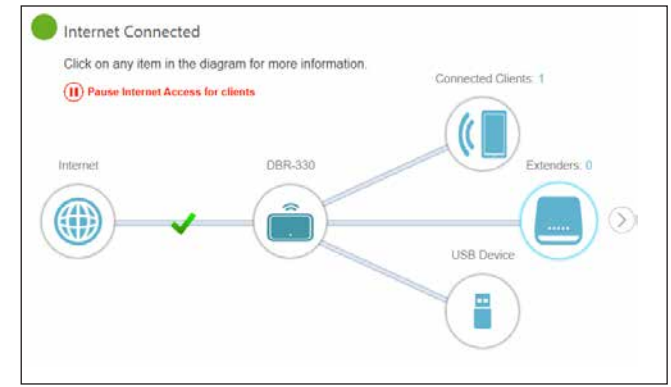 Internet Connected
Click on any item in the diagram for more information.
Pause Internet Access for clients
Connected Clients: 1
Internet
DBR-330
Extenders: 0
USB Device